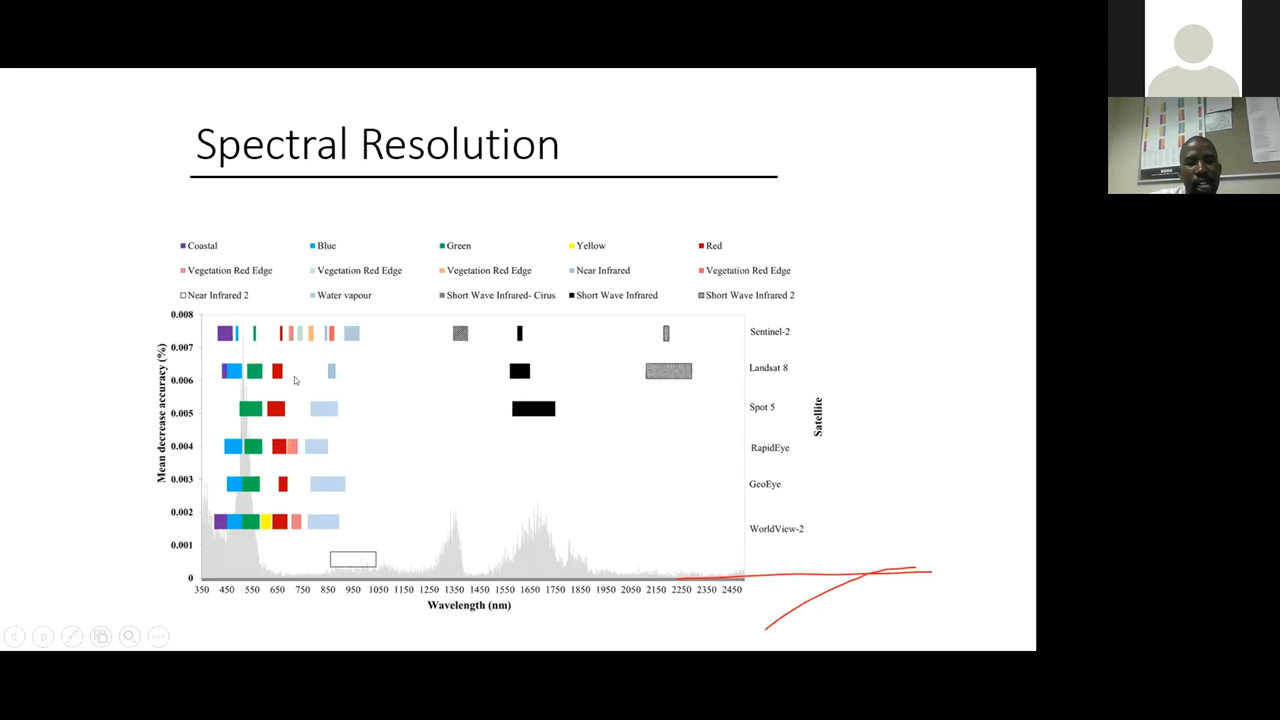 Spectral Resolution
Coastal Blue Green Yellow Red
Vegetation Red Edge Vegetation Red Edge Vegetation Red Edge Near Infrared Vegetation Red Edge
Near Infrared 2 Water vapour Short Wave Infrared- Cirus Short Wave Infrared Short Wave Infrared 2
Mean decrease accuracy (%)
0.008
0.007
0.006
0.005
0.004
0.003
0.002
0.001
0
Sentinel-2
Landsat 8
Spot 5
RapidEye
GeoEye
WorldView-2
Satellite
350 450 550 650 750 850 950 1050 1150 1250 1350 1450 1550 1650 1750 1850 1950 2050 2150 2250 2350 2450
Wavelength (nm)